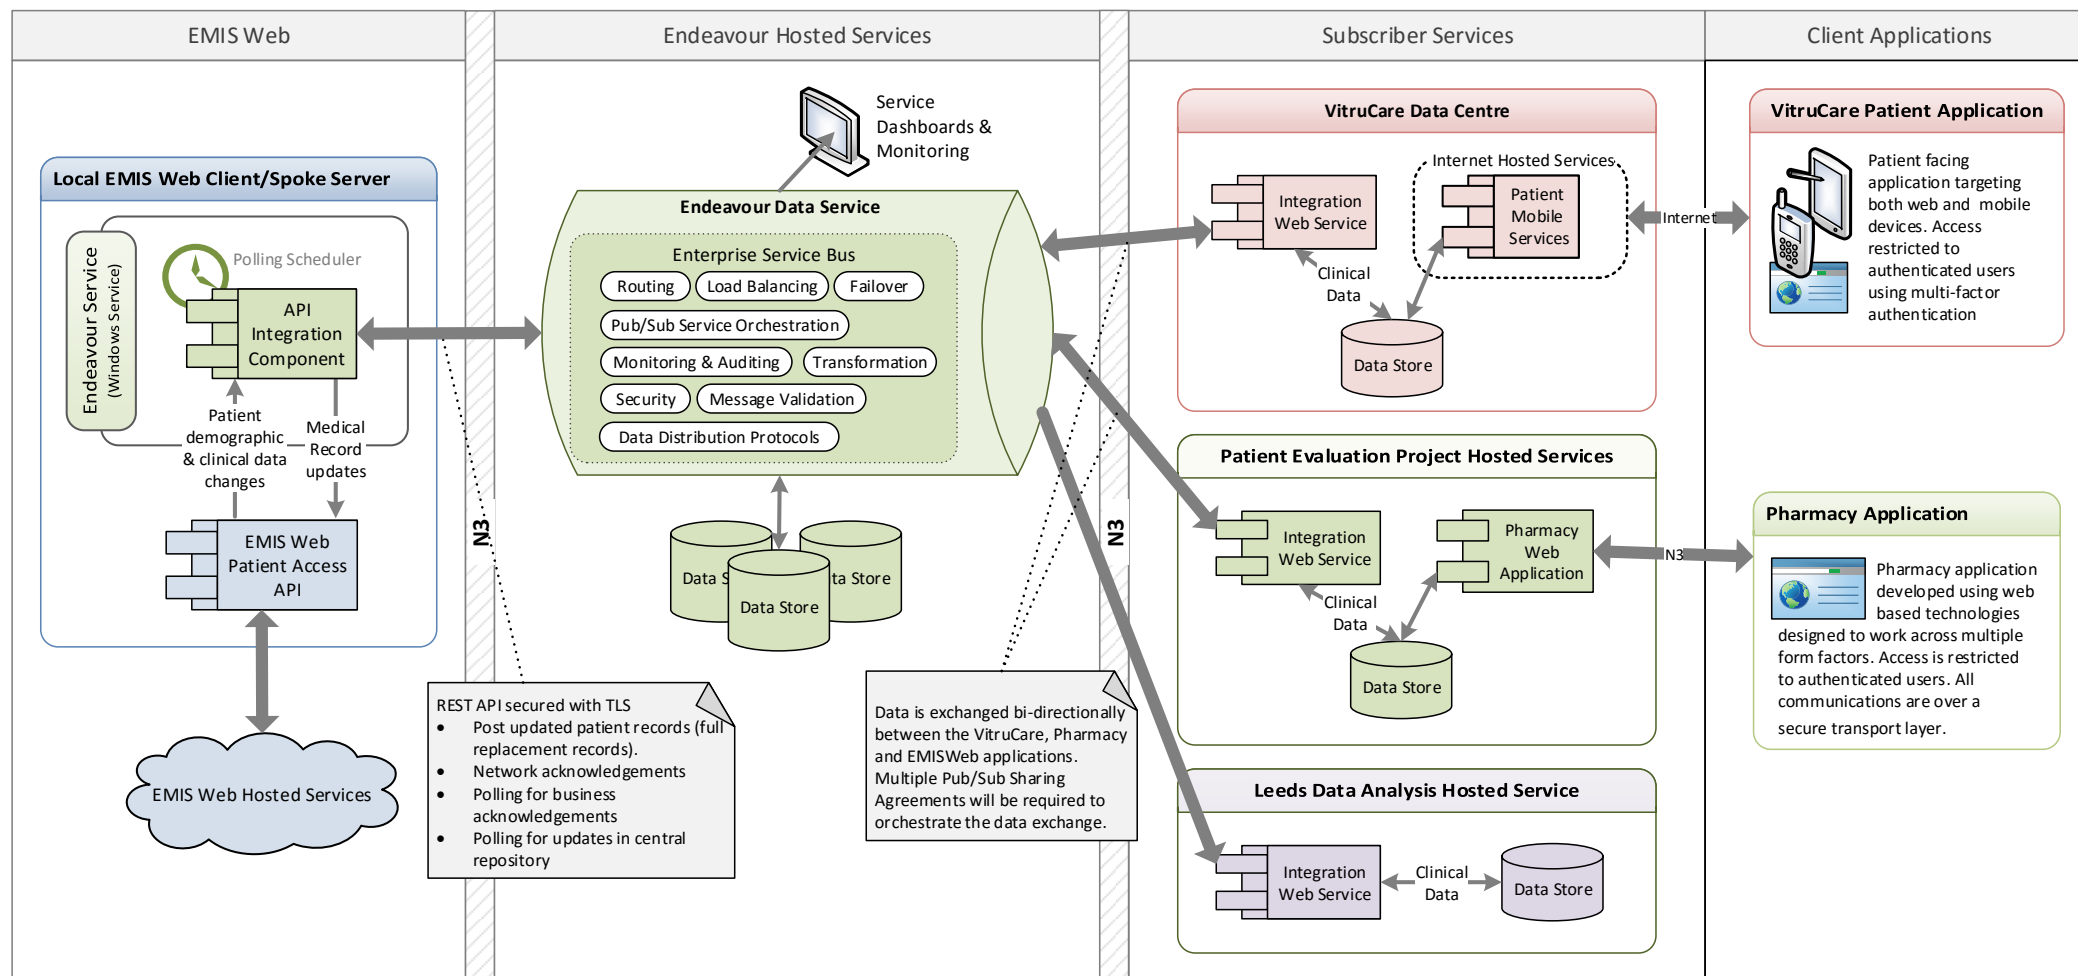 EMIS Web
Endeavour Hosted Services
Subscriber Services
Client Applications
Local EMIS Web Client/Spoke Server
Endeavour Service
(Windows Service)
Polling Scheduler
API
Integration
Component
Patient
demographic
& clinical data
changes
Medical
Record
updates
EMIS Web
Patient Access
API
EMIS Web Hosted Services
N3
REST API secured with TLS
• Post updated patient records (full
replacement records).
• Network acknowledgements
• Polling for business
acknowledgements
• Polling for updates in central
repository
Service
Dashboards &
Monitoring
Endeavour Data Service
Enterprise Service Bus
Routing
Load Balancing
Failover
Pub/Sub Service Orchestration
Monitoring & Auditing
Transformation
Security
Message Validation
Data Distribution Protocols
Data S
ta Store
Data Store
Data is exchanged bi-directionally
between the VitruCare, Pharmacy
and EMISWeb applications.
Multiple Pub/Sub Sharing
Agreements will be required to
orchestrate the data exchange.
N3
VitruCare Data Centre
Internet Hosted Services
Integration
Web Service
Patient
Mobile
Services
Clinical
Data
Data Store
Internet
Patient Evaluation Project Hosted Services
Integration
Web Service
Pharmacy
Web
Application
Clinical
Data
Data Store
N3
Leeds Data Analysis Hosted Service
Integration
Web Service
Clinical
Data
Data Store
VitruCare Patient Application
Patient facing
application targeting
both web and mobile
devices. Access
restricted to
authenticated users
using multi-factor
authentication
Pharmacy Application
Pharmacy application
developed using web
based technologies
designed to work across multiple
form factors. Access is restricted
to authenticated users. All
communications are over a
secure transport layer.